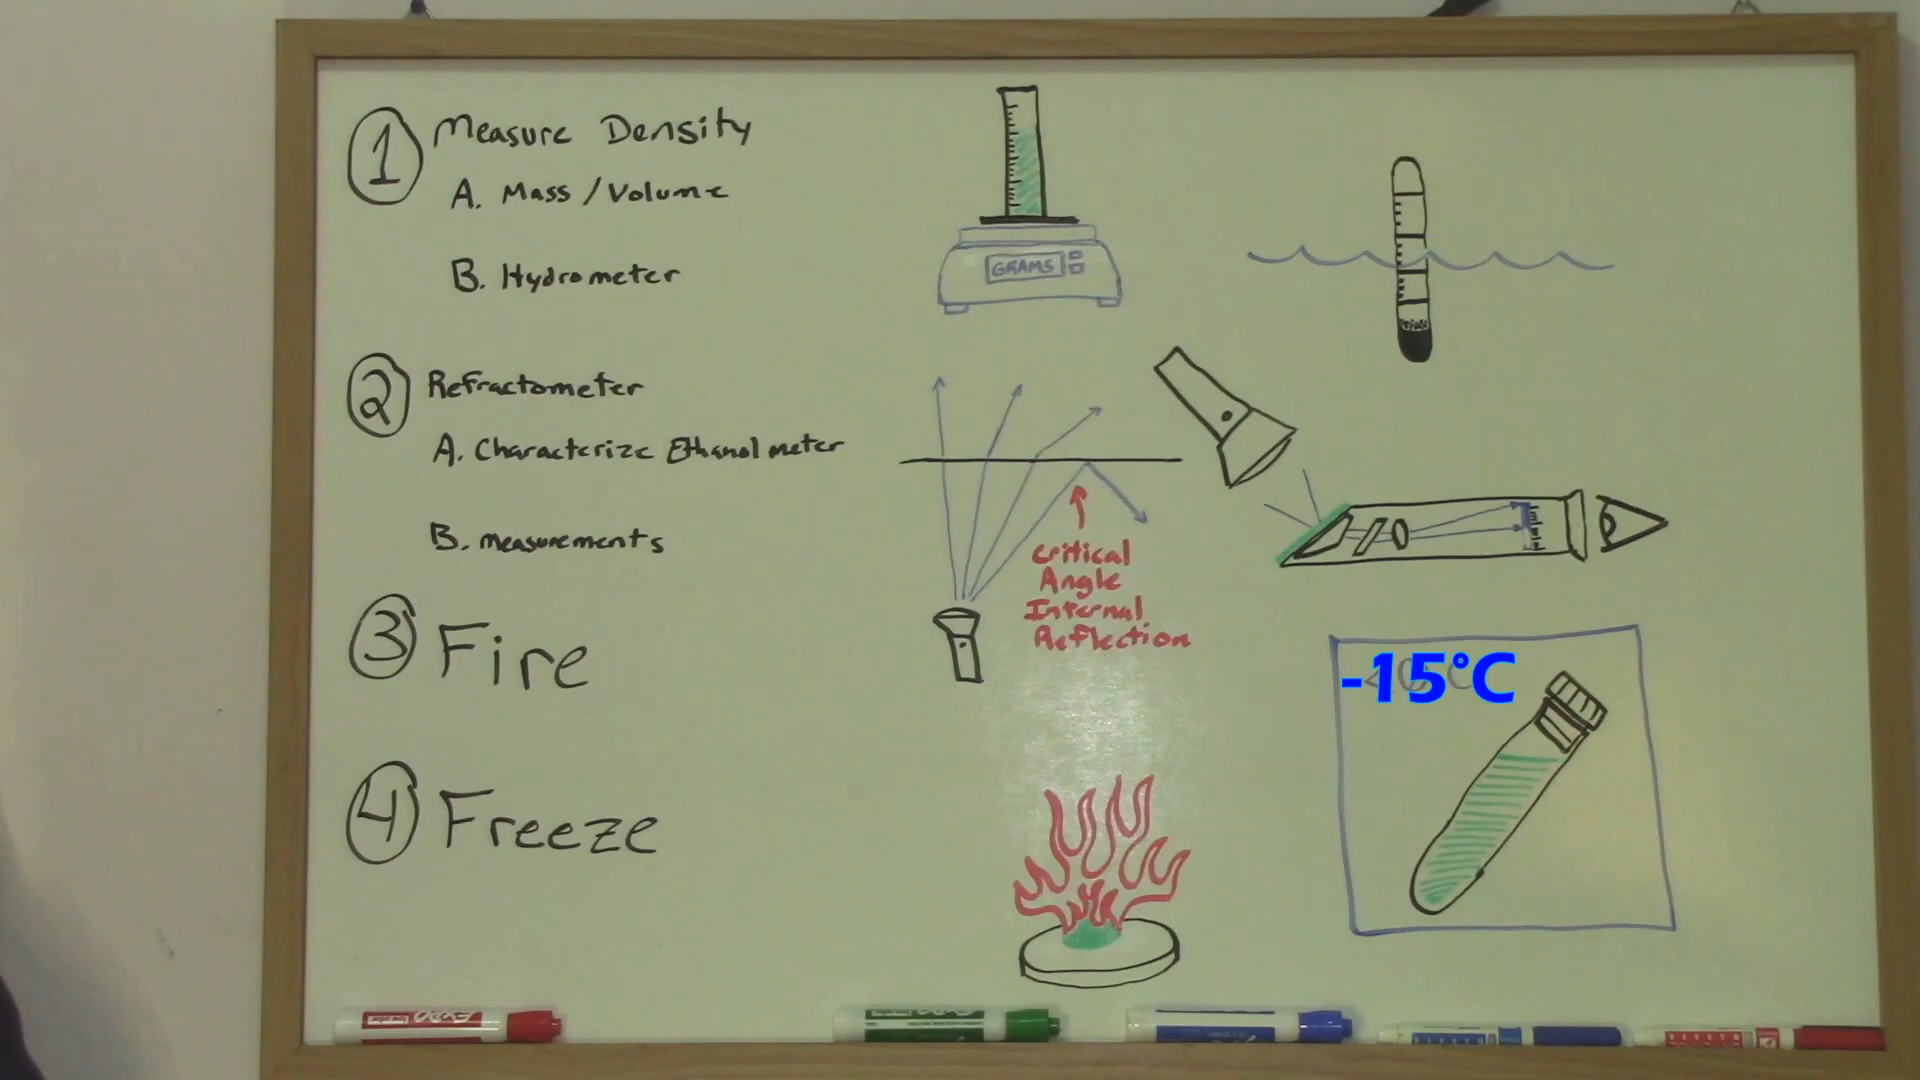 1 Measure Density
A. Mass/Volume
B. Hydrometer
GRAMS
2 Refractometer
A. Characterize Ethanol meter
B. measurements
Critical
Angle
Internal
Reflection
3 Fire
-15°C
4 Freeze
EXPO